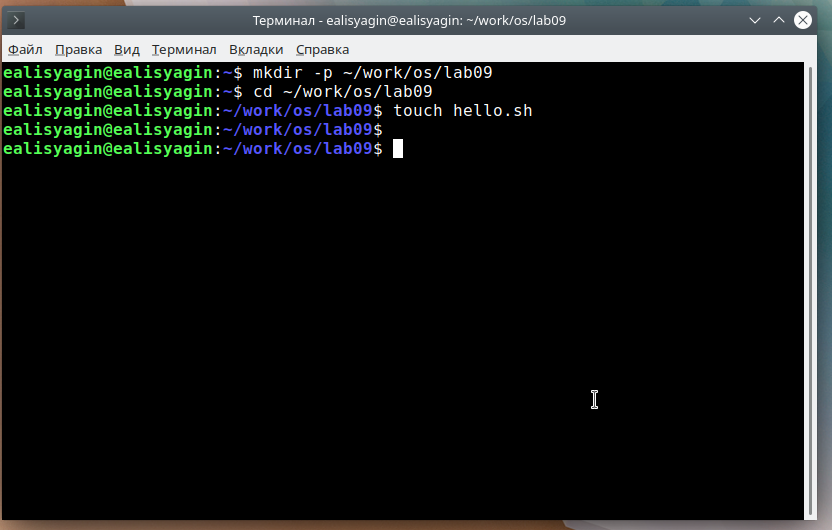 Терминал - ealisyagin@ealisyagin: ~/work/os/lab09
Файл Правка Вид Терминал Вкладки Справка
ealisyagin@ealisyagin:~$ mkdir -p ~/work/os/lab09
ealisyagin@ealisyagin:~$ cd ~/work/os/lab09
ealisyagin@ealisyagin:~/work/os/lab09$ touch hello.sh
ealisyagin@ealisyagin:~/work/os/lab09$
ealisyagin@ealisyagin:~/work/os/lab09$